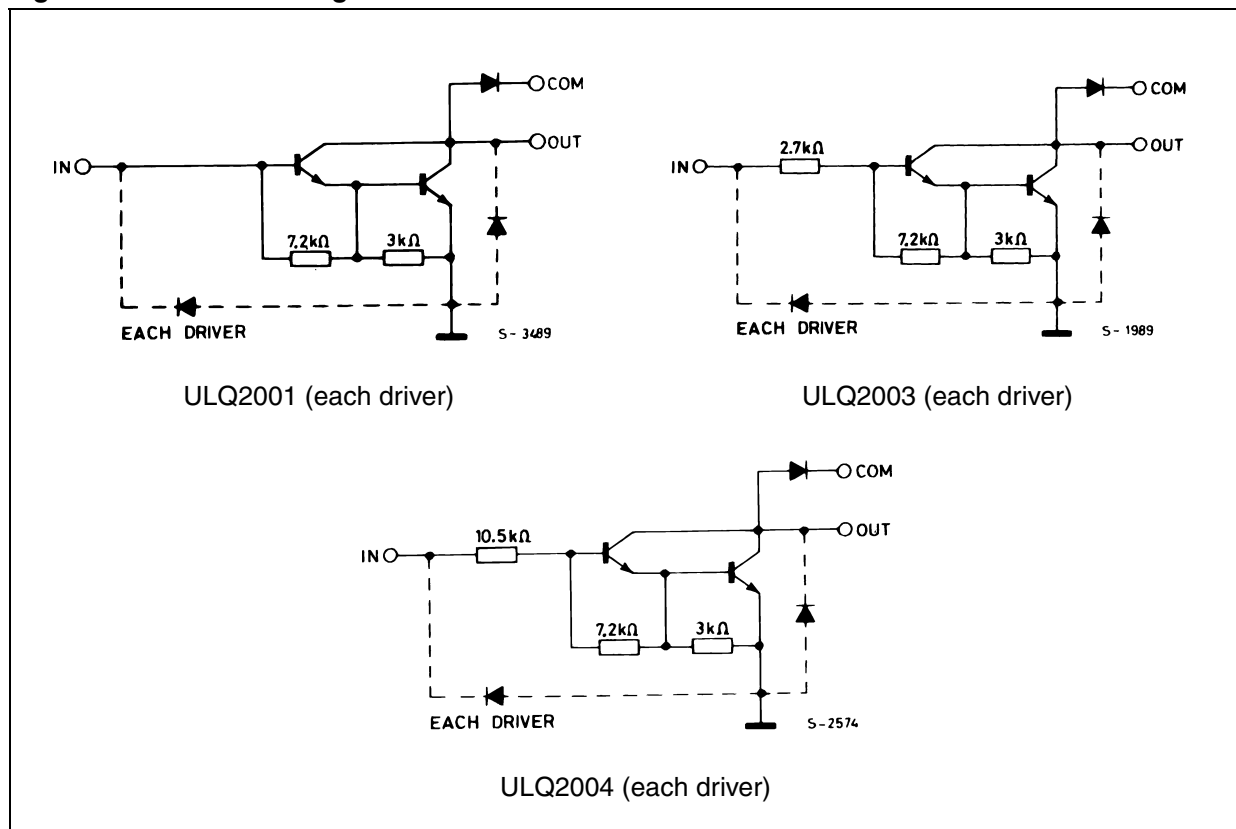 COM
OUT
IN
7.2kΩ
3kΩ
EACH DRIVER
S-3489
ULQ2001 (each driver)
COM
OUT
IN
2.7kΩ
7.2kΩ
3kΩ
EACH DRIVER
S-1989
ULQ2003 (each driver)
COM
OUT
IN
10.5kΩ
7.2kΩ
3kΩ
EACH DRIVER
S-2574
ULQ2004 (each driver)